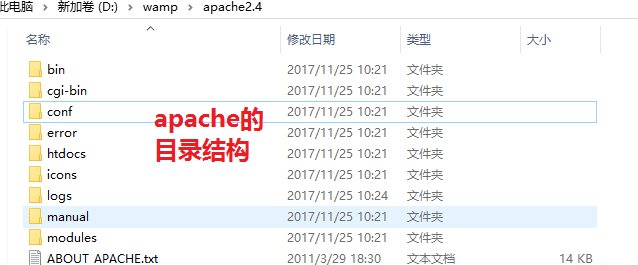 此电脑 > 新加卷 (D:) > wamp > apache2.4
名称 修改日期 类型 大小
bin 2017/11/25 10:21 文件夹
cgi-bin 2017/11/25 10:21 文件夹
conf 2017/11/25 10:21 文件夹
error 2017/11/25 10:21 文件夹
htdocs 2017/11/25 10:21 文件夹
icons 2017/11/25 10:21 文件夹
logs 2017/11/25 10:24 文件夹
manual 2017/11/25 10:21 文件夹
modules 2017/11/25 10:21 文件夹
ABOUT_APACHE.txt 2011/3/29 18:30 文本文档 14 KB
apache的
目录结构